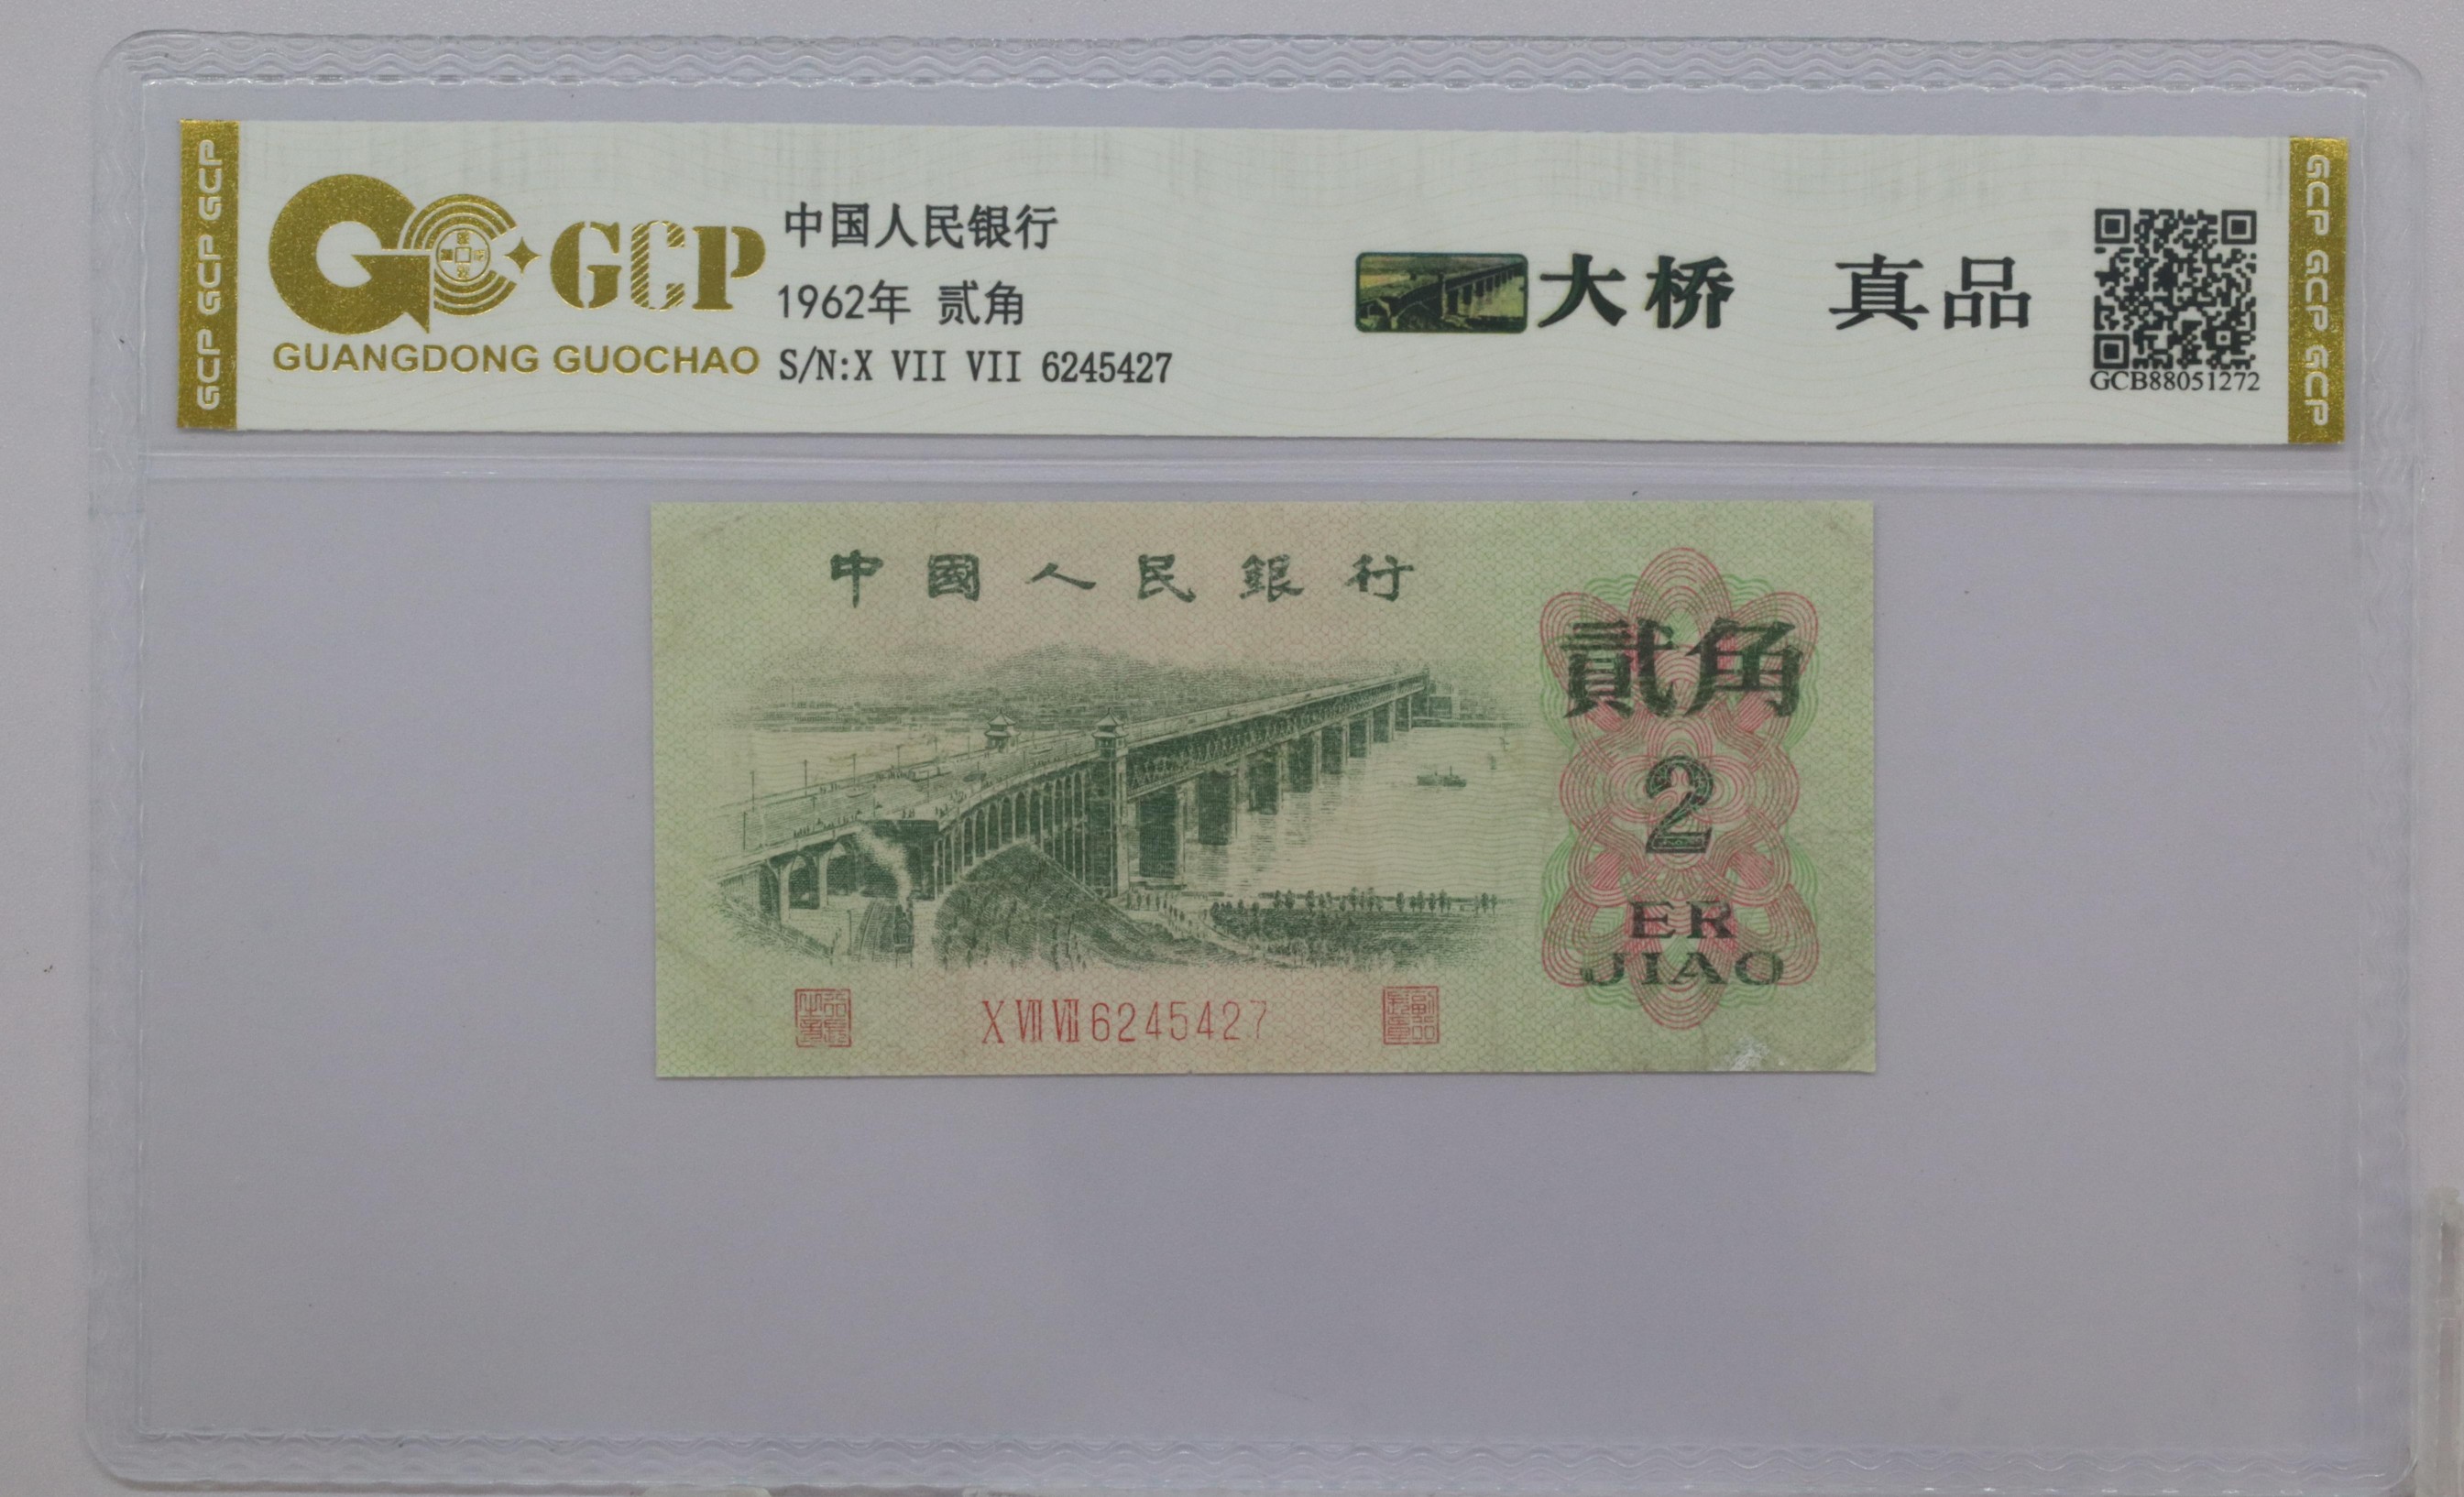 GCP GCP GCP
GCP
GUANGDONG GUOCHAO
中国人民银行
1962年 贰角
S/N:X VII VII 6245427
大桥 真品
GCB88051272
GCP GCP GCP
中國人民銀行
貳角
2
ER
JIAO
X VII VII 6245427